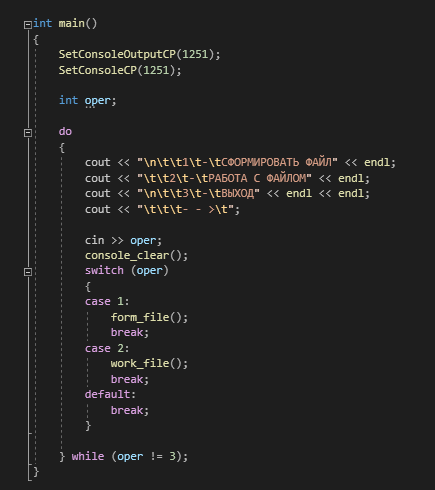 int main()
{
SetConsoleOutputCP(1251);
SetConsoleCP(1251);
int oper;
do
{
cout << "\n\t\t1\t-\tСФОРМИРОВАТЬ ФАЙЛ" << endl;
cout << "\t\t2\t-\tРАБОТА С ФАЙЛОМ" << endl;
cout << "\n\t\t3\t-\tВЫХОД" << endl << endl;
cout << "\t\t\t- - >\t";
cin >> oper;
console_clear();
switch (oper)
{
case 1:
form_file();
break;
case 2:
work_file();
break;
default:
break;
}
} while (oper != 3);
}